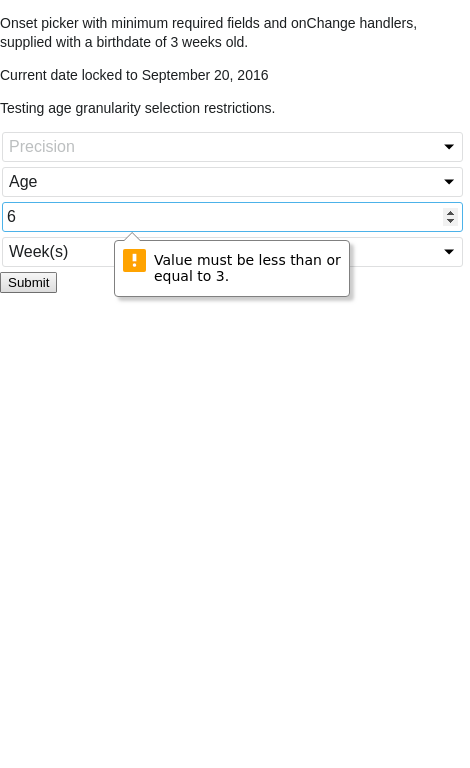 Onset picker with minimum required fields and onChange handlers,
supplied with a birthdate of 3 weeks old.
Current date locked to September 20, 2016
Testing age granularity selection restrictions.
Precision
Age
6
Week(s)
Value must be less than or
equal to 3.
Submit